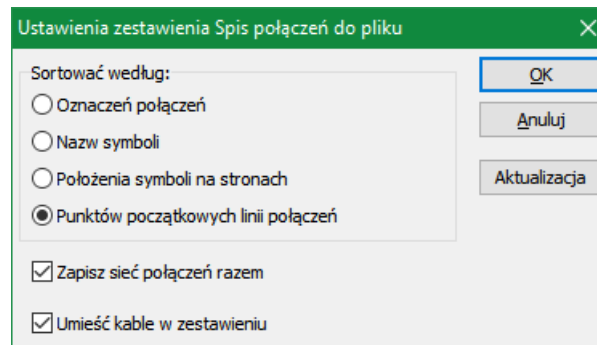 Ustawienia zestawienia Spis połączeń do pliku
Sortować według:
Oznaczeń połączeń
Nazw symboli
Położenia symboli na stronach
Punktów początkowych linii połączeń
Zapisz sieć połączeń razem
Umieść kable w zestawieniu
OK
Anuluj
Aktualizacja